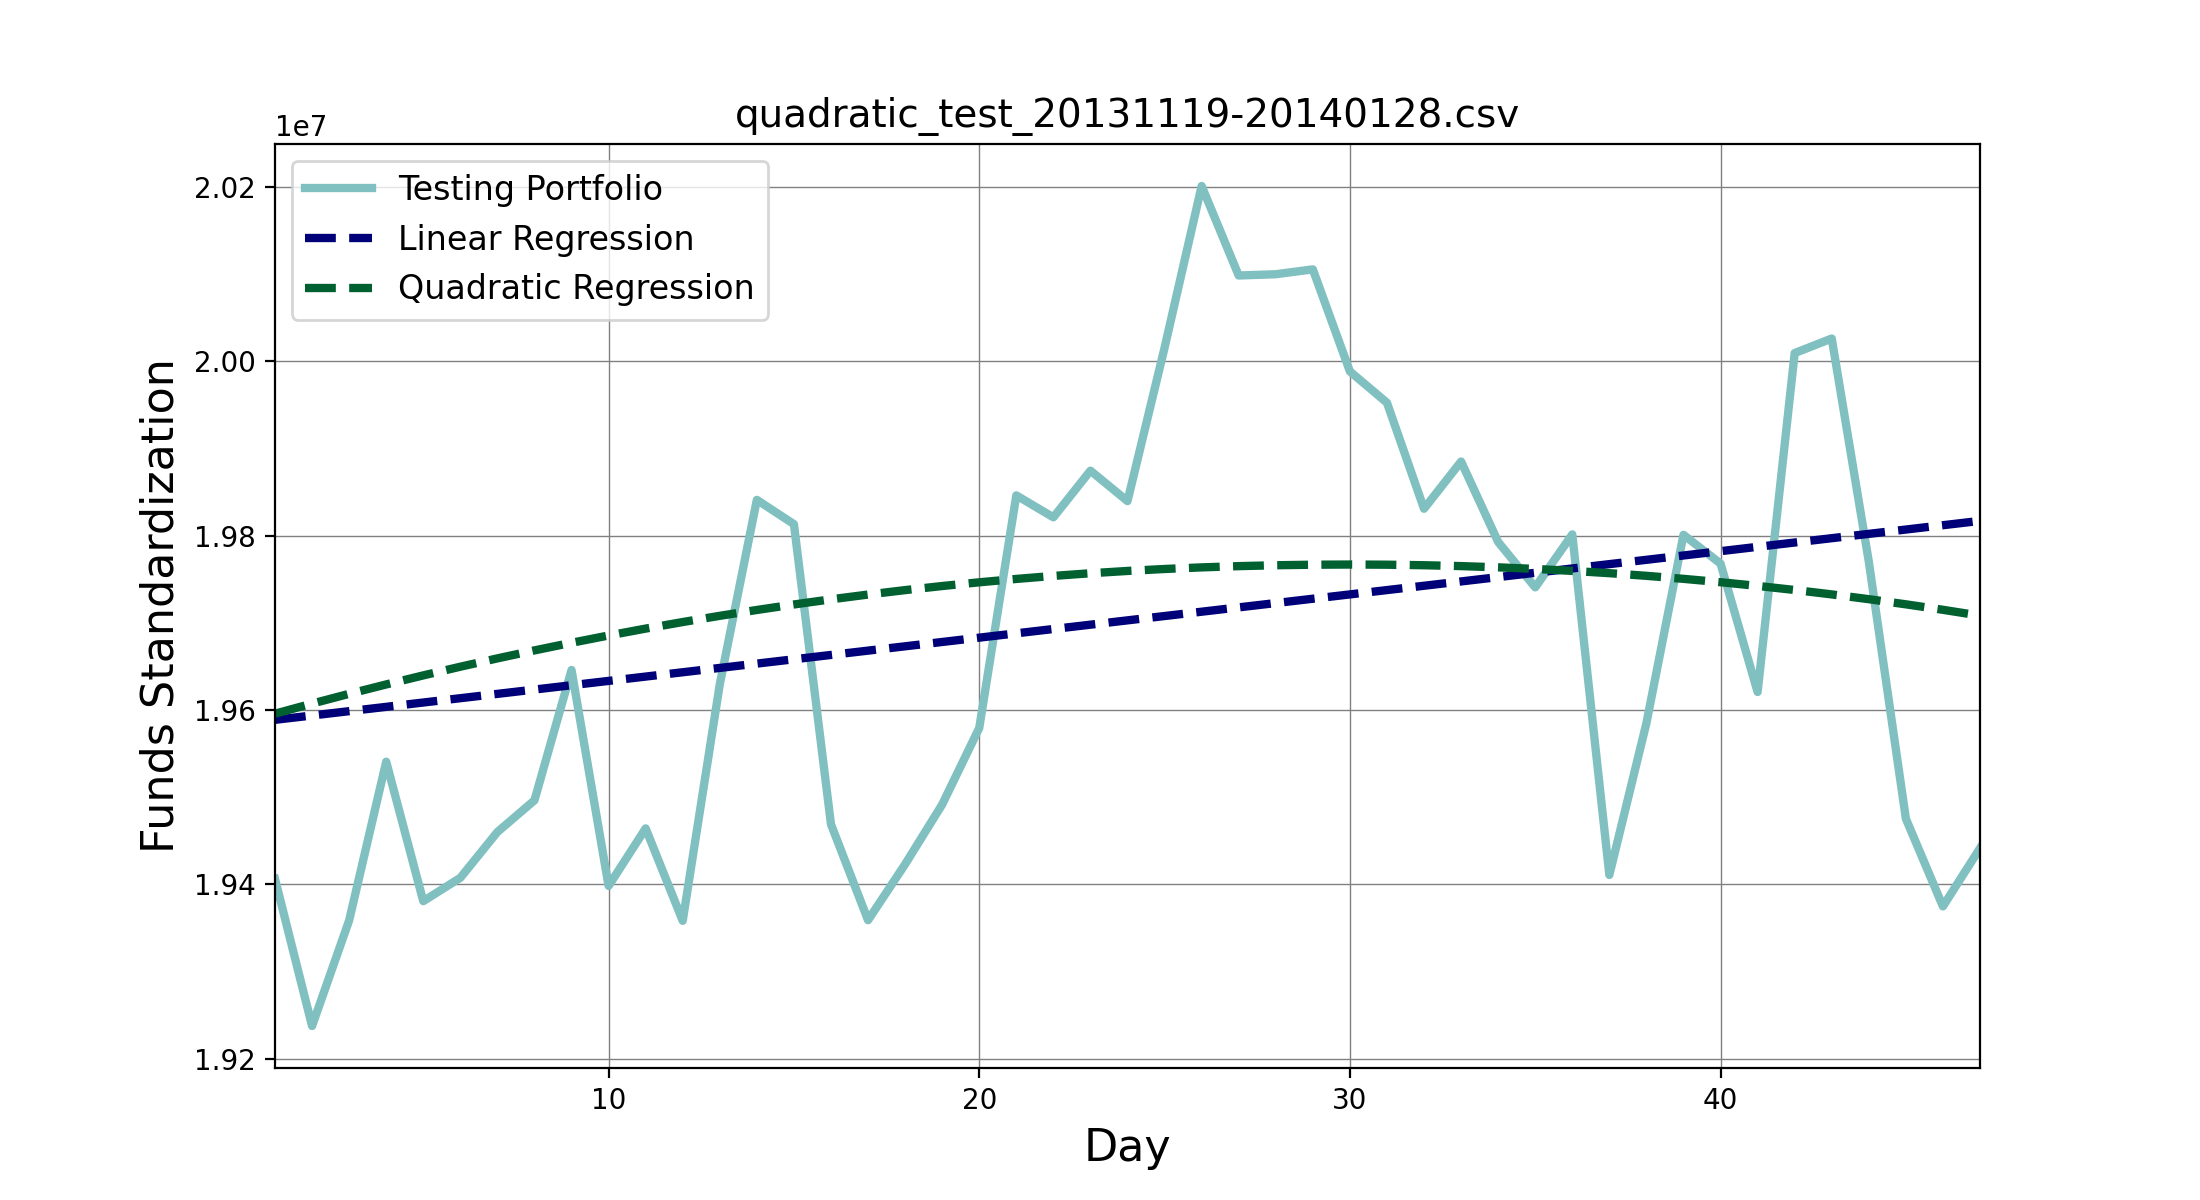 quadratic_test_20131119-20140128.csv
1e7
Testing Portfolio
Linear Regression
Quadratic Regression
2.02
2.00
1.98
1.96
1.94
1.92
Funds Standardization
10 20 30 40
Day